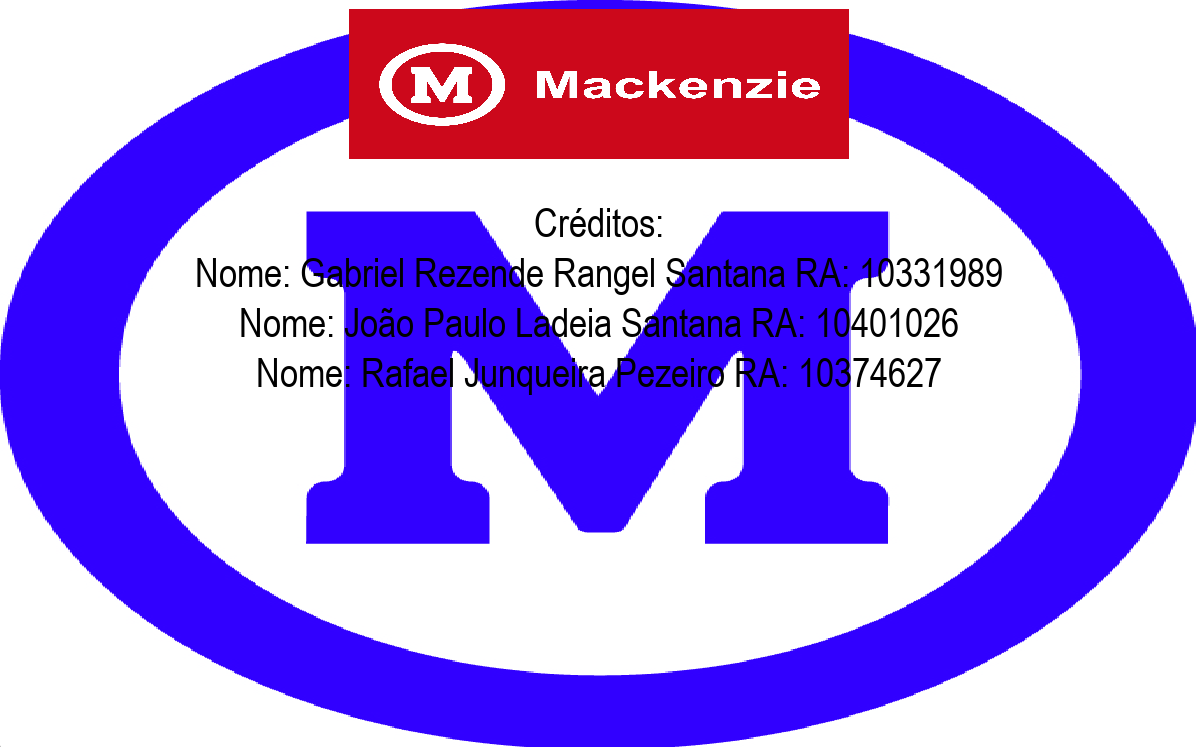 M Mackenzie
Créditos:
Nome: Gabriel Rezende Rangel Santana RA: 10331989
Nome: João Paulo Ladeia Santana RA: 10401026
Nome: Rafael Junqueira Pezeiro RA: 10374627
M